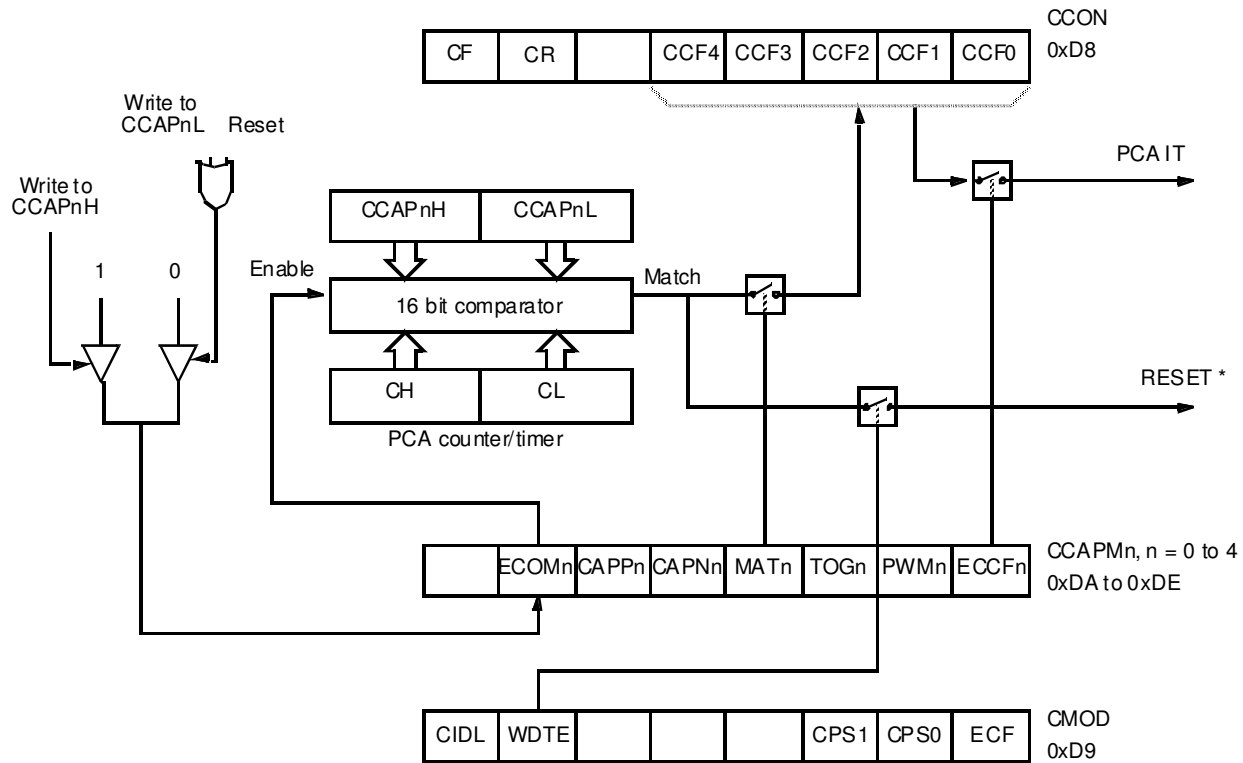 CCON
CF CR CCF4 CCF3 CCF2 CCF1 CCF0
0xD8
Write to
CCAPnL Reset
PCA IT
Write to
CCAPnH
CCAPnH CCAPnL
1 0
Enable
Match
16 bit comparator
RESET *
CH CL
PCA counter/timer
ECOMn CAPPn CAPNn MATn TOGn PWMn ECCFn
CCAPMn, n = 0 to 4
0xDA to 0xDE
CIDL WDTE CPS1 CPS0 ECF
CMOD
0xD9